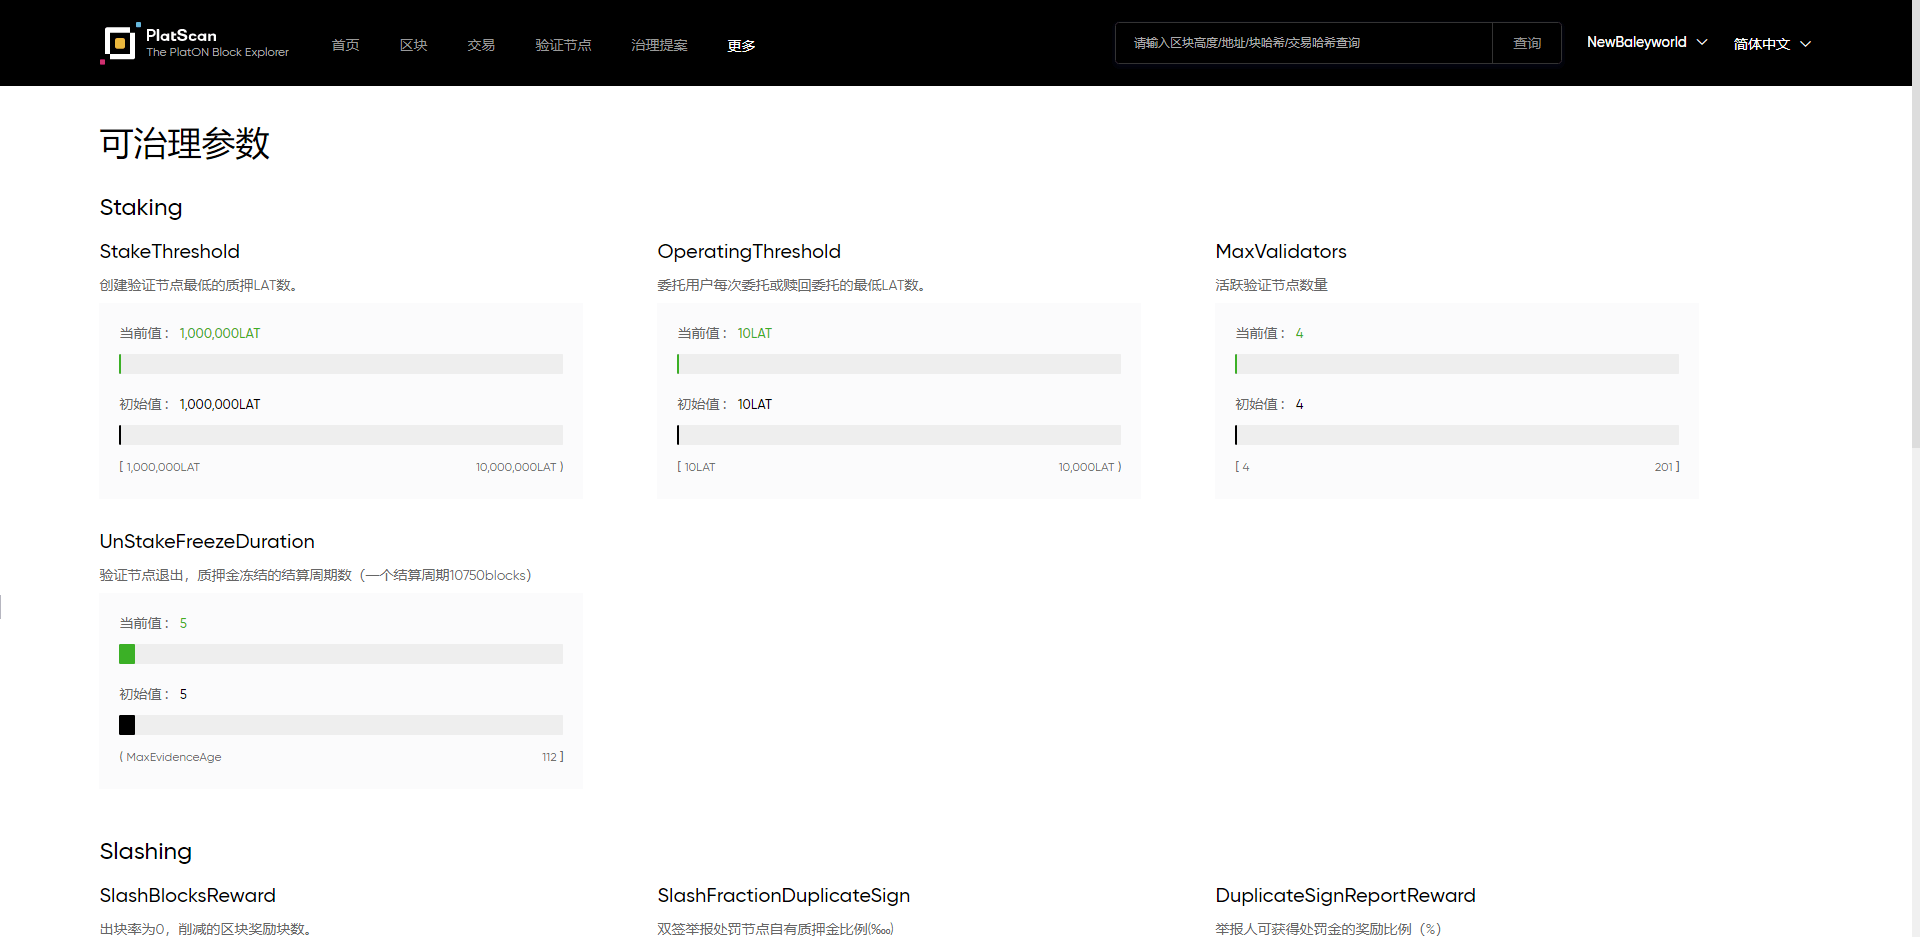 PlatScan
The PlatON Block Explorer
首页
区块
交易
验证节点
治理提案
更多
请输入区块高度/地址/块哈希/交易哈希查询
查询
NewBaleyworld
简体中文
可治理参数
Staking
StakeThreshold
创建验证节点最低的质押LAT数。
当前值： 1,000,000LAT
初始值： 1,000,000LAT
[ 1,000,000LAT 10,000,000LAT )
OperatingThreshold
委托用户每次委托或赎回委托的最低LAT数。
当前值： 10LAT
初始值： 10LAT
[ 10LAT 10,000LAT )
MaxValidators
活跃验证节点数量
当前值： 4
初始值： 4
[ 4 201 ]
UnStakeFreezeDuration
验证节点退出，质押金冻结的结算周期数（一个结算周期10750blocks）
当前值： 5
初始值： 5
( MaxEvidenceAge 112 ]
Slashing
SlashBlocksReward
出块率为0，削减的区块奖励块数。
SlashFractionDuplicateSign
双签举报处罚节点自有质押金比例(‱)
DuplicateSignReportReward
举报人可获得处罚金的奖励比例（%）